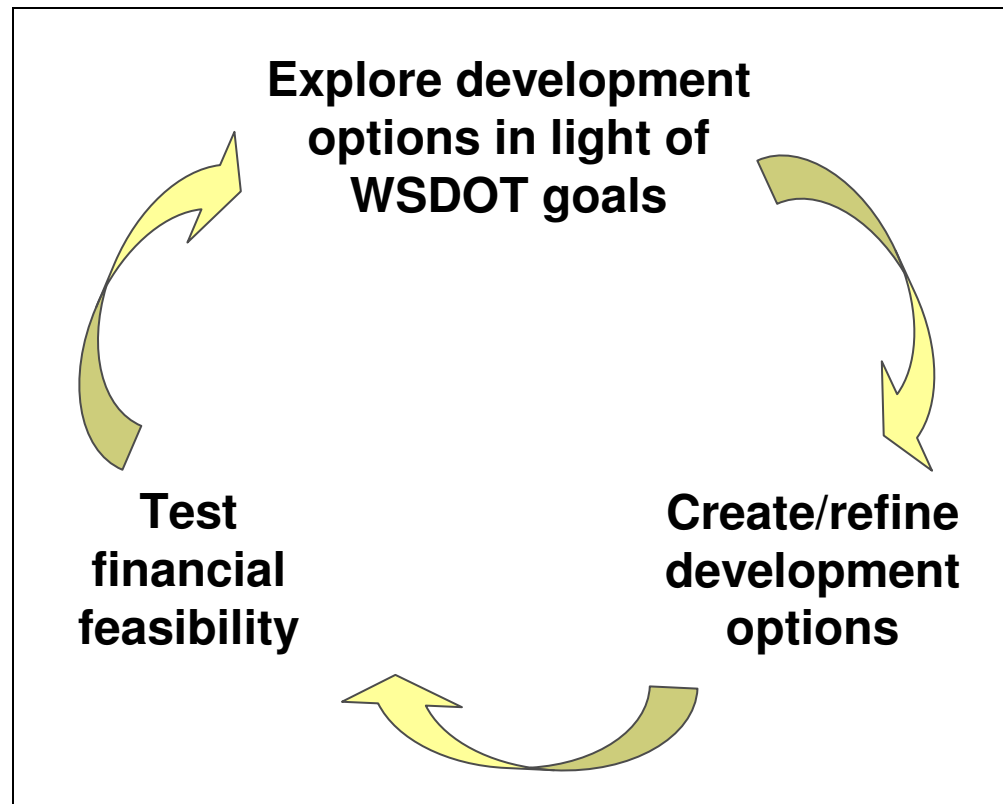 Explore development
options in light of
WSDOT goals
Create/refine
development
options
Test
financial
feasibility